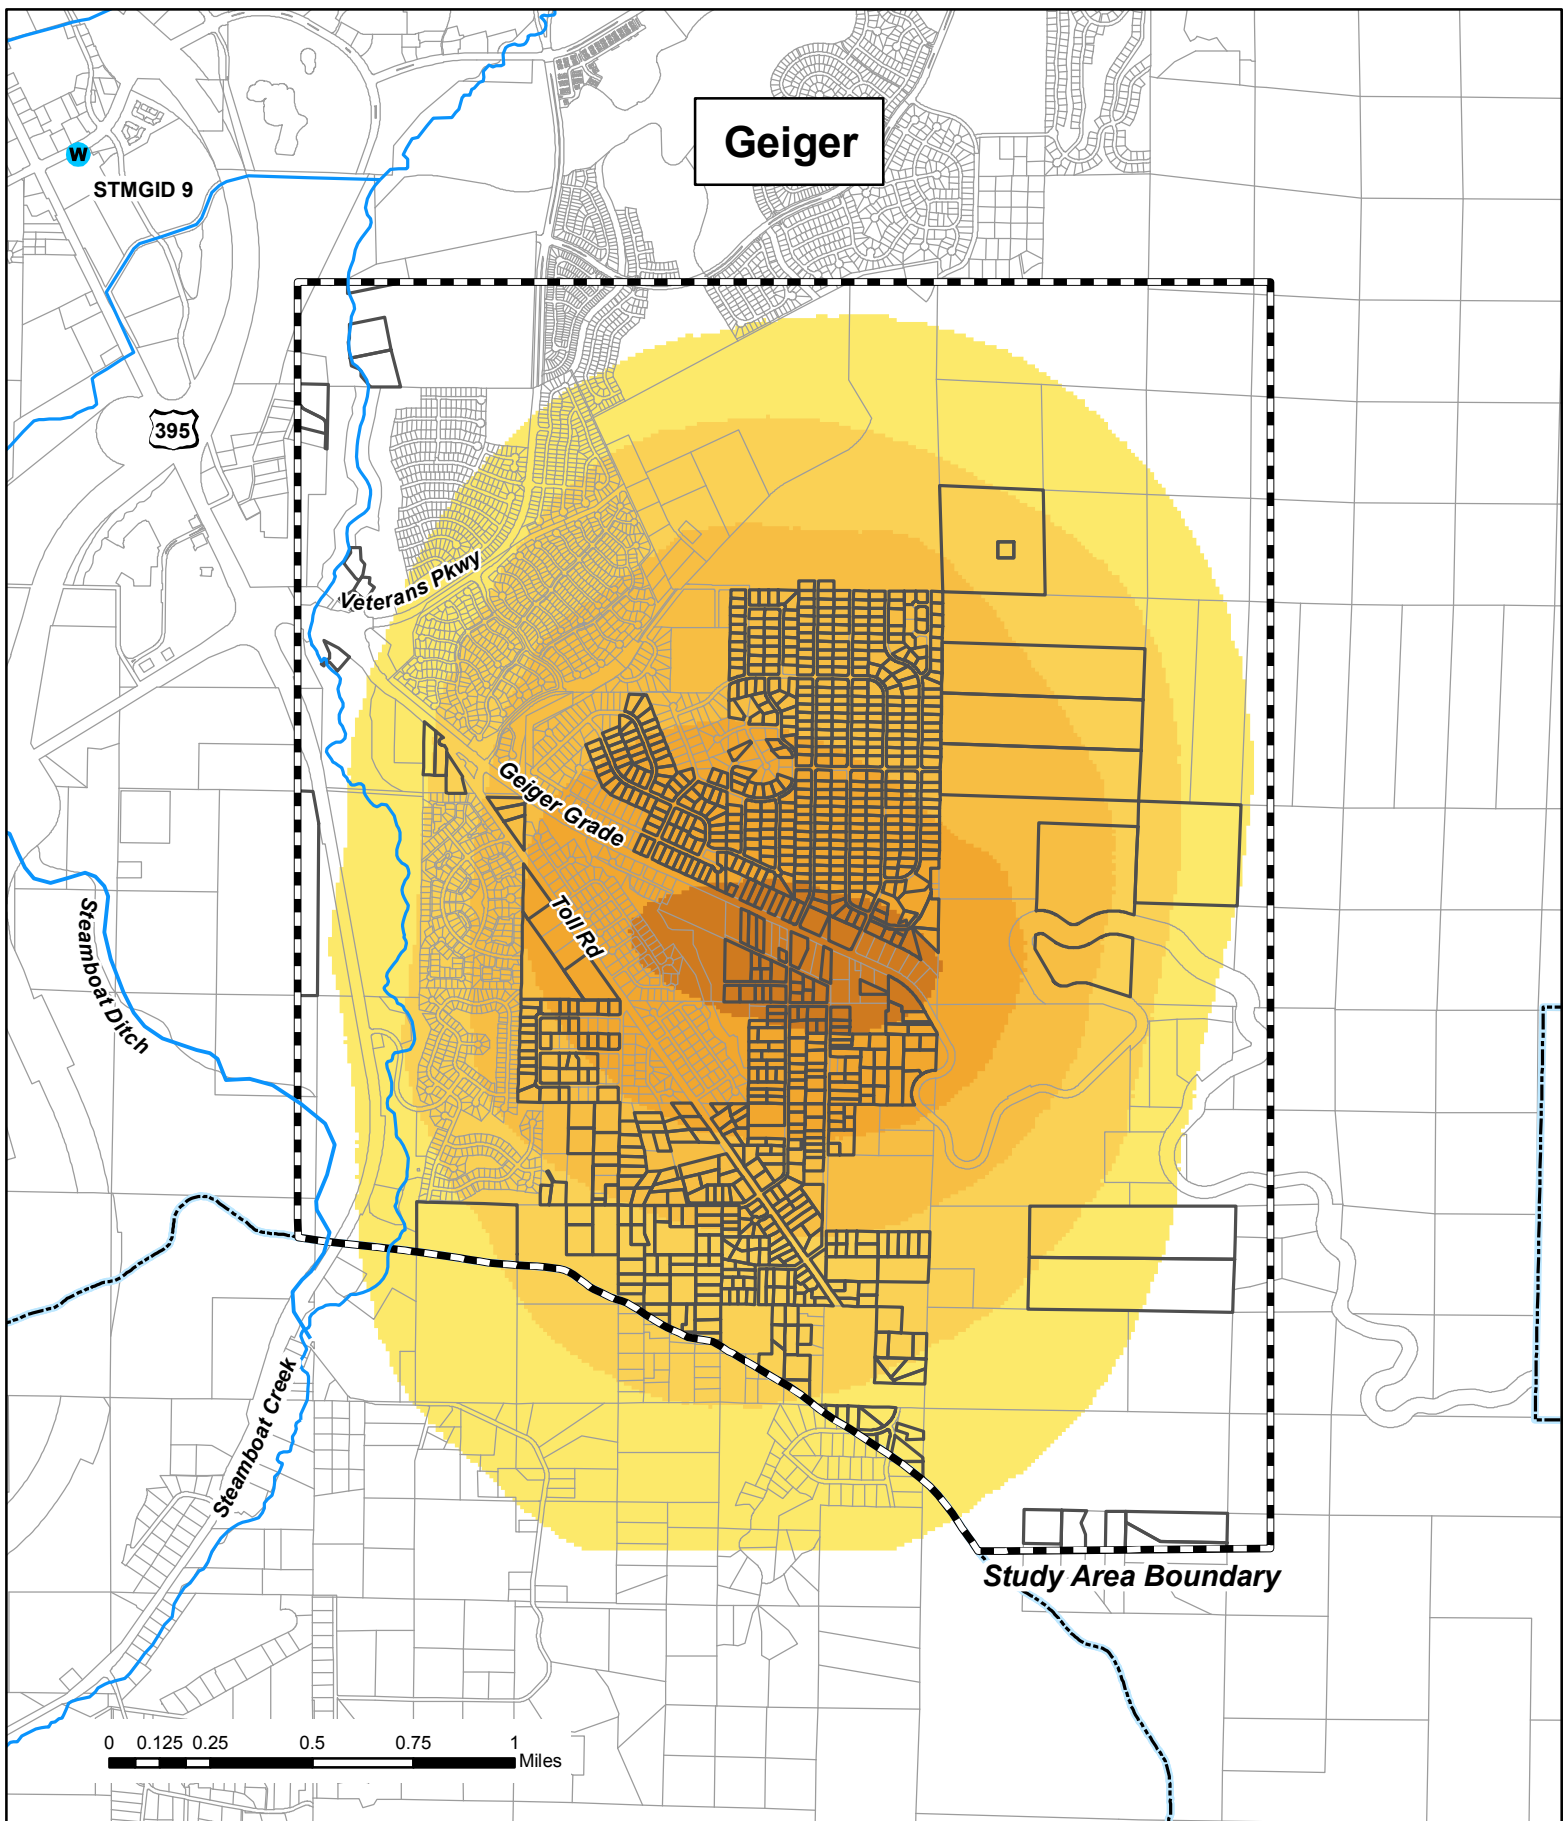 Geiger
W
STMGID 9
395
Veterans Pkwy
Geiger Grade
Toll Rd
Steamboat Ditch
Steamboat Creek
Study Area Boundary
0 0.125 0.25 0.5 0.75 1
Miles